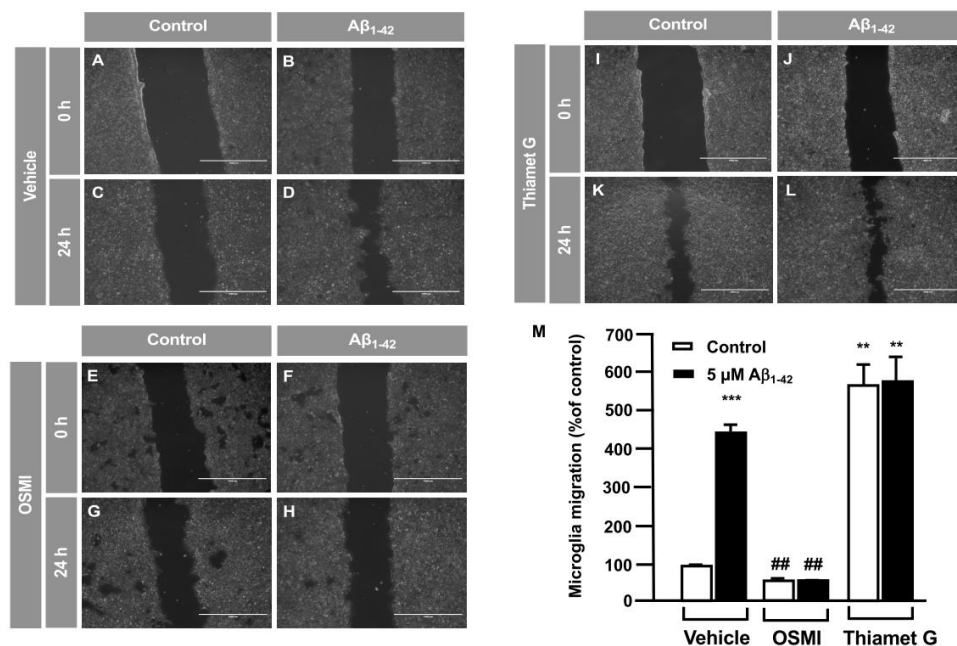 Control
Aβ1-42
Vehicle
0 h
A
B
24 h
C
D
Control
Aβ1-42
OSMI
0 h
E
F
24 h
G
H
Control
Aβ1-42
Thiamet G
0 h
I
J
24 h
K
L
M
Microglia migration (%of control)
700
600
500
400
300
200
100
0
Control
5 μM Aβ1-42
***
##
##
**
**
Vehicle
OSMI
Thiamet G